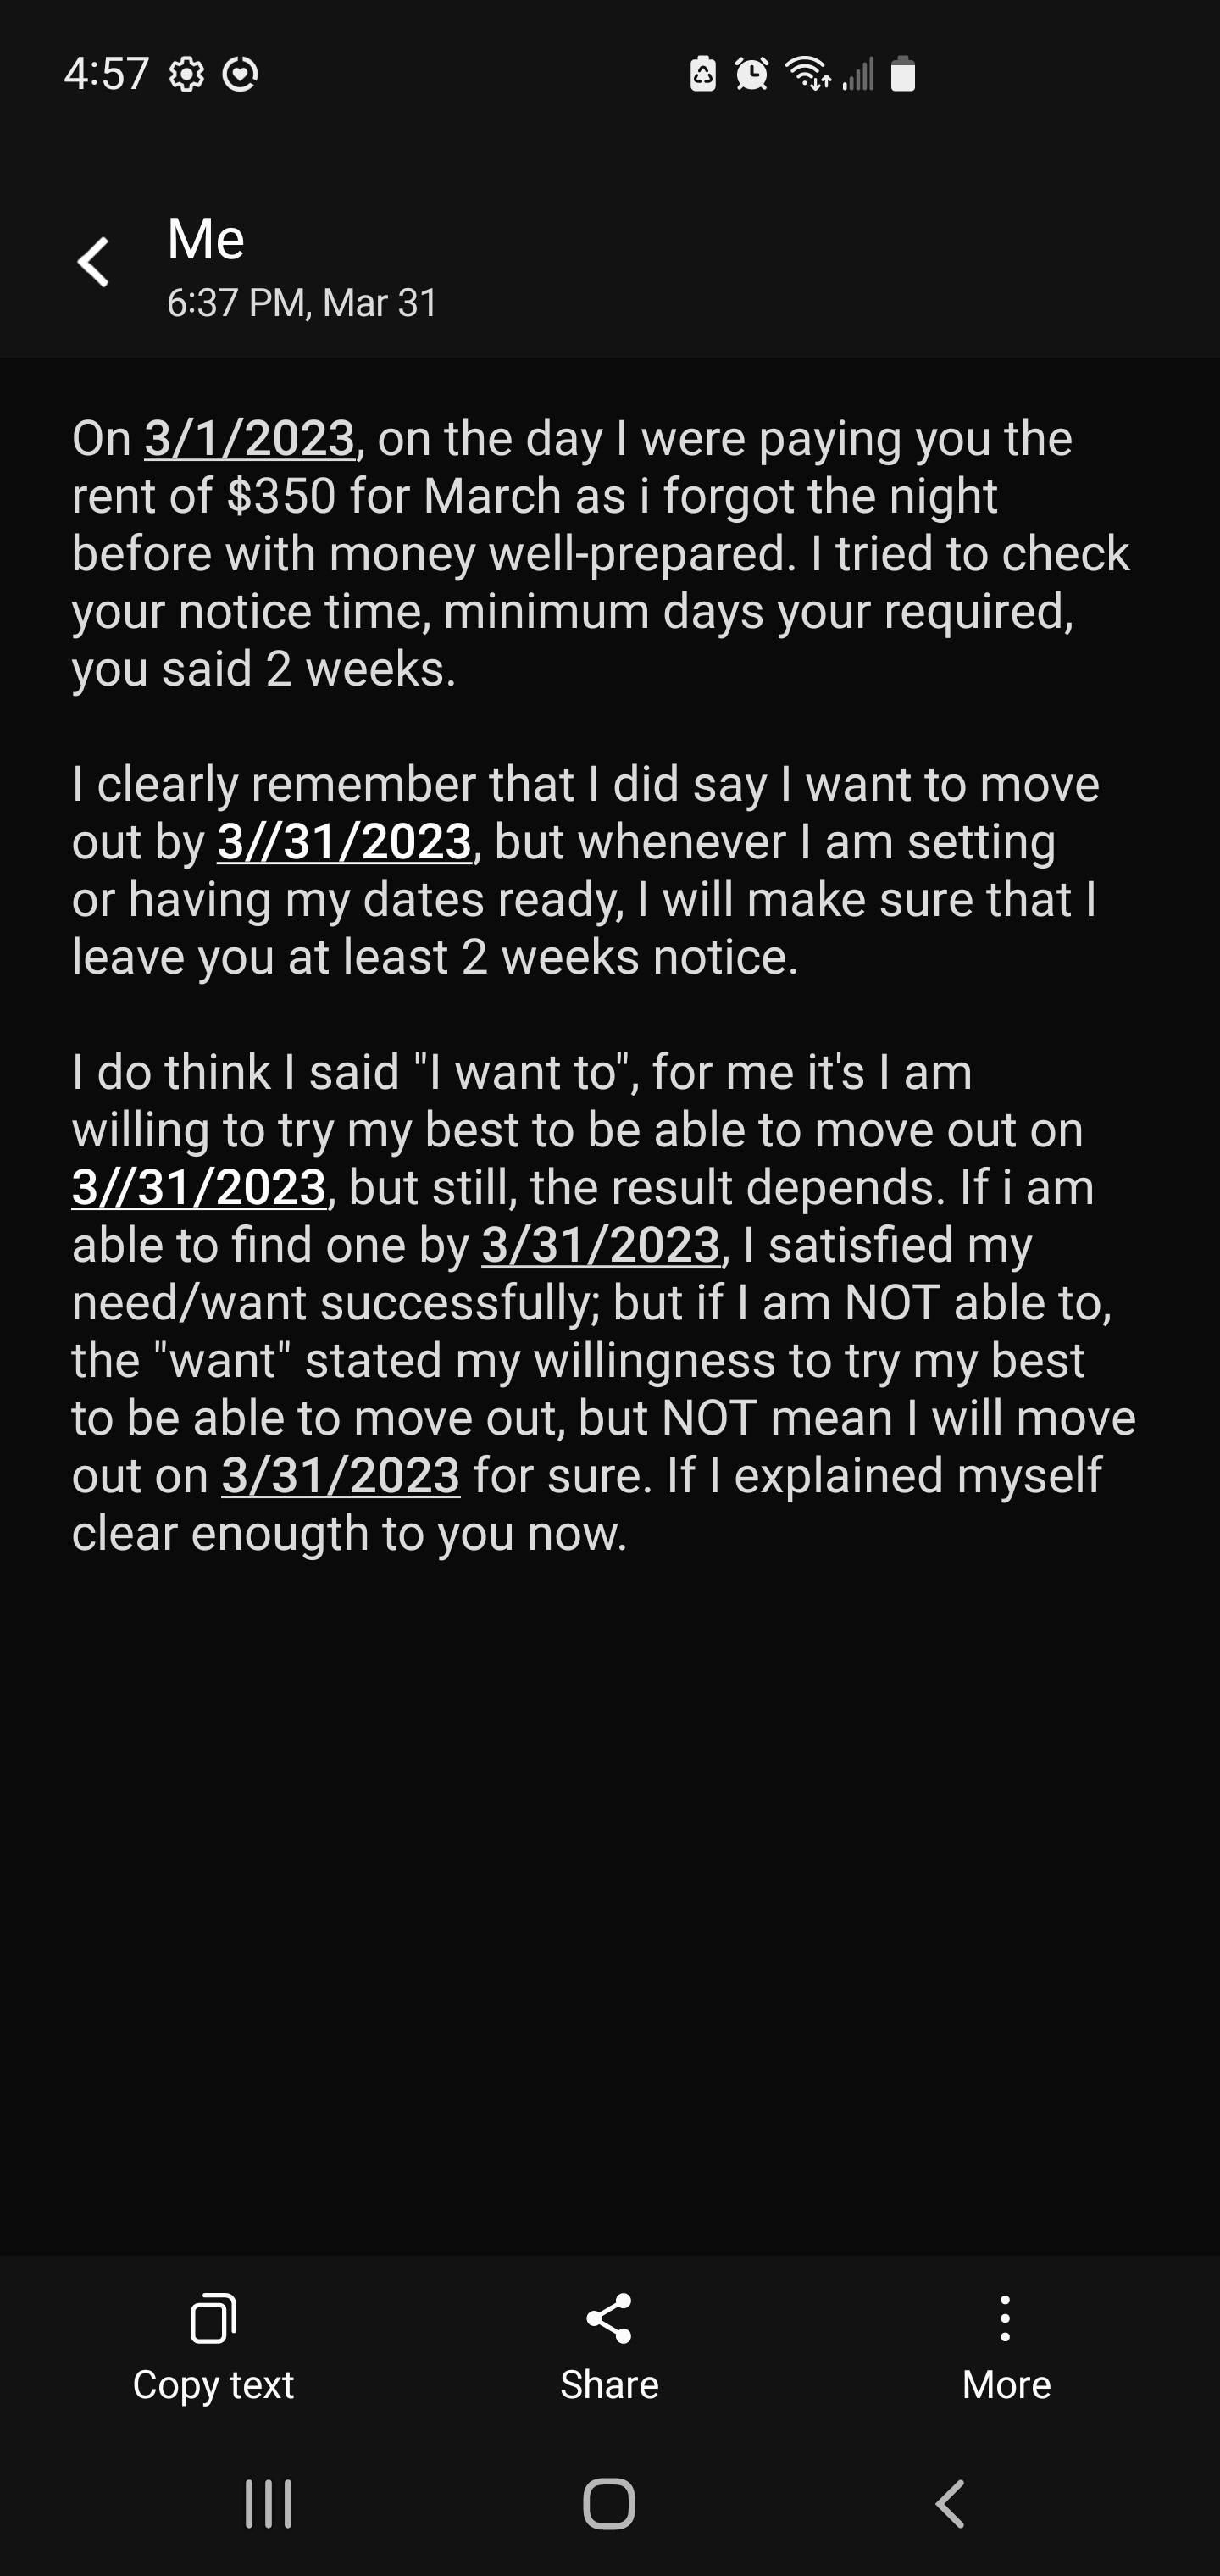 4:57
Me
6:37 PM, Mar 31
On 3/1/2023, on the day I were paying you the
rent of $350 for March as i forgot the night
before with money well-prepared. I tried to check
your notice time, minimum days your required,
you said 2 weeks.
I clearly remember that I did say I want to move
out by 3//31/2023, but whenever I am setting
or having my dates ready, I will make sure that I
leave you at least 2 weeks notice.
I do think I said "I want to", for me it's I am
willing to try my best to be able to move out on
3//31/2023, but still, the result depends. If i am
able to find one by 3/31/2023, I satisfied my
need/want successfully; but if I am NOT able to,
the "want" stated my willingness to try my best
to be able to move out, but NOT mean I will move
out on 3/31/2023 for sure. If I explained myself
clear enougth to you now.
Copy text
Share
More